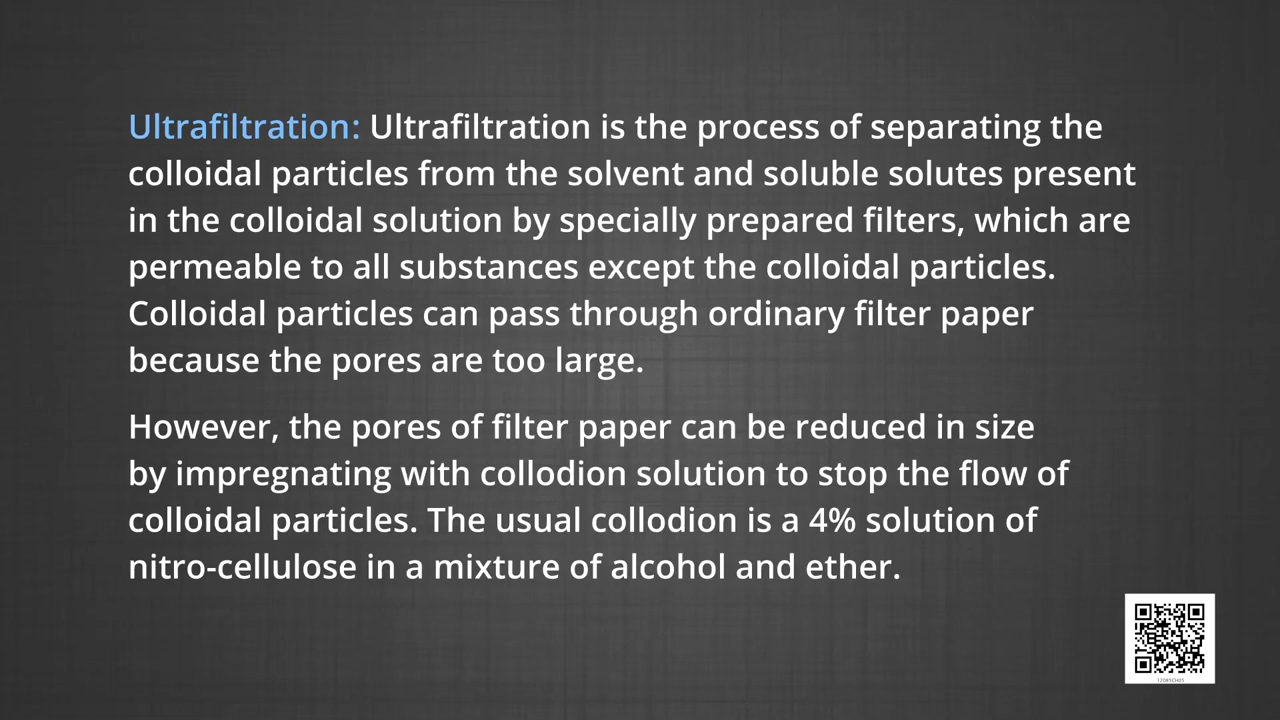 Ultrafiltration: Ultrafiltration is the process of separating the
colloidal particles from the solvent and soluble solutes present
in the colloidal solution by specially prepared filters, which are
permeable to all substances except the colloidal particles.
Colloidal particles can pass through ordinary filter paper
because the pores are too large.
However, the pores of filter paper can be reduced in size
by impregnating with collodion solution to stop the flow of
colloidal particles. The usual collodion is a 4% solution of
nitro-cellulose in a mixture of alcohol and ether.
12085CH05